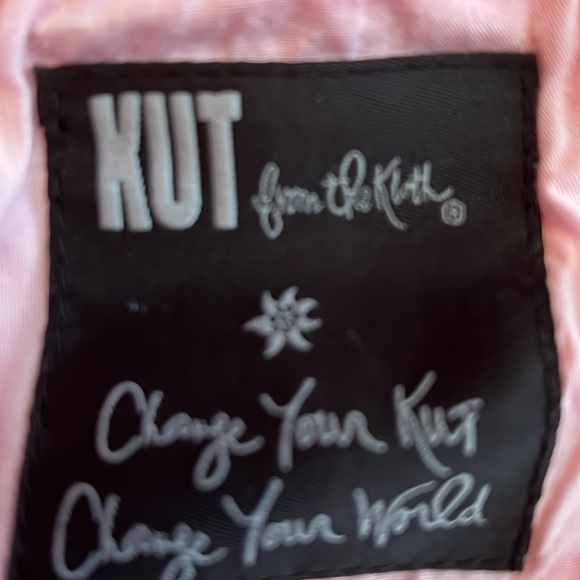 KUT from the Kloth ®
Change Your KUT
Change Your World